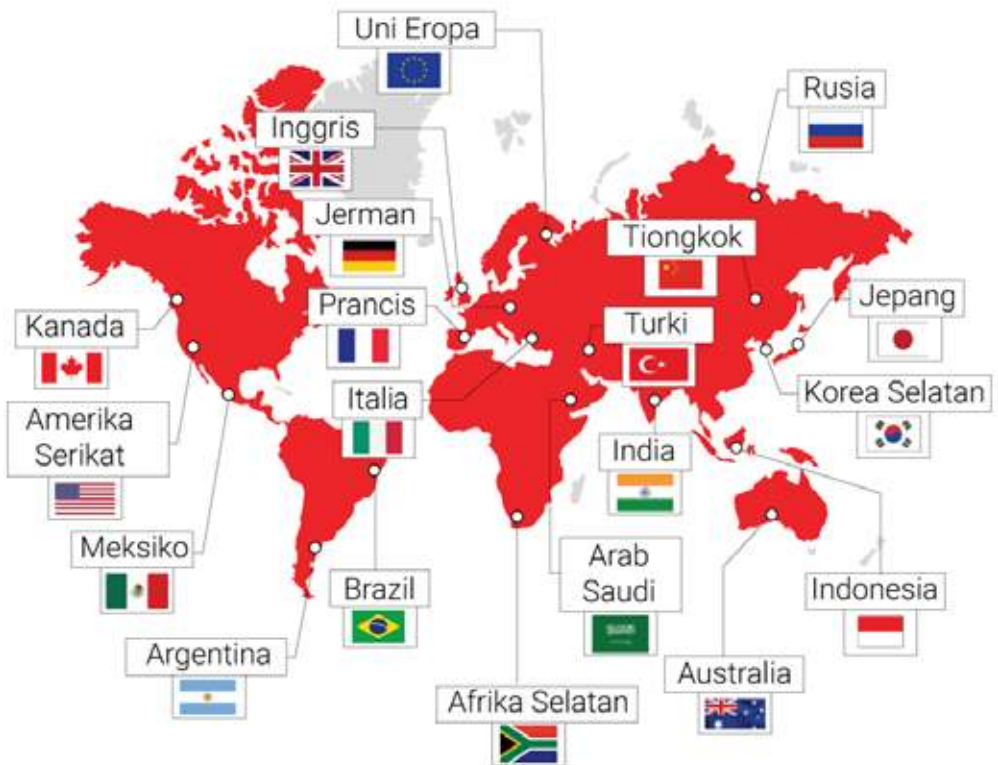 Uni Eropa
Rusia
Inggris
Jerman
Tiongkok
Jepang
Kanada
Prancis
Turki
Amerika
Serikat
Italia
Korea Selatan
India
Meksiko
Brazil
Arab
Saudi
Indonesia
Argentina
Australia
Afrika Selatan